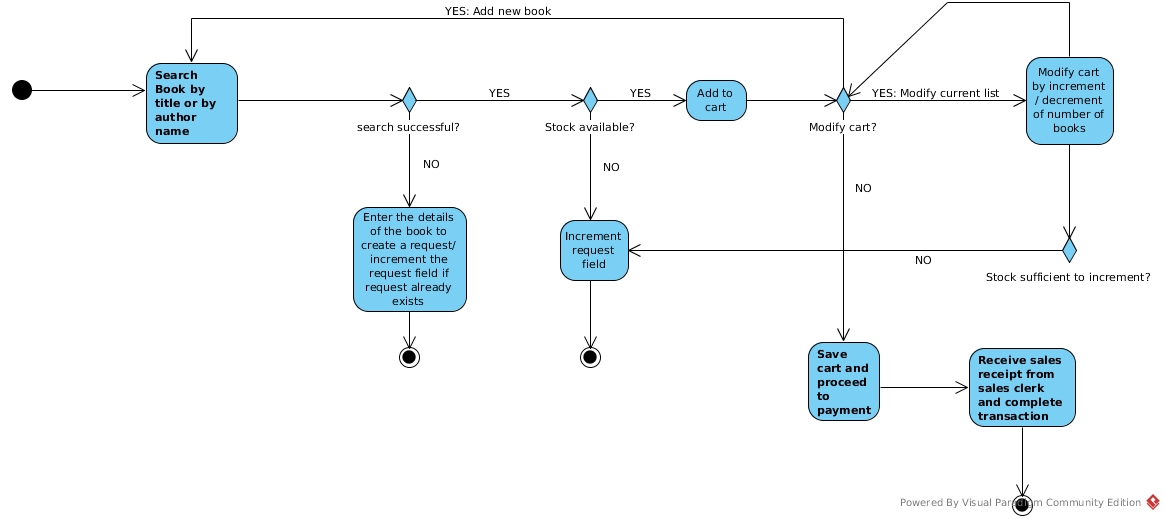 YES: Add new book
Search
Book by
title or by
author
name
search successful?
YES
Stock available?
YES
Add to
cart
Modify cart?
YES: Modify current list
Modify cart
by increment
/ decrement
of number of
books
NO
NO
NO
Enter the details
of the book to
create a request/
increment the
request field if
request already
exists
Increment
request
field
NO
Stock sufficient to increment?
Save
cart and
proceed
to
payment
Receive sales
receipt from
sales clerk
and complete
transaction
Powered By Visual Paradigm Community Edition